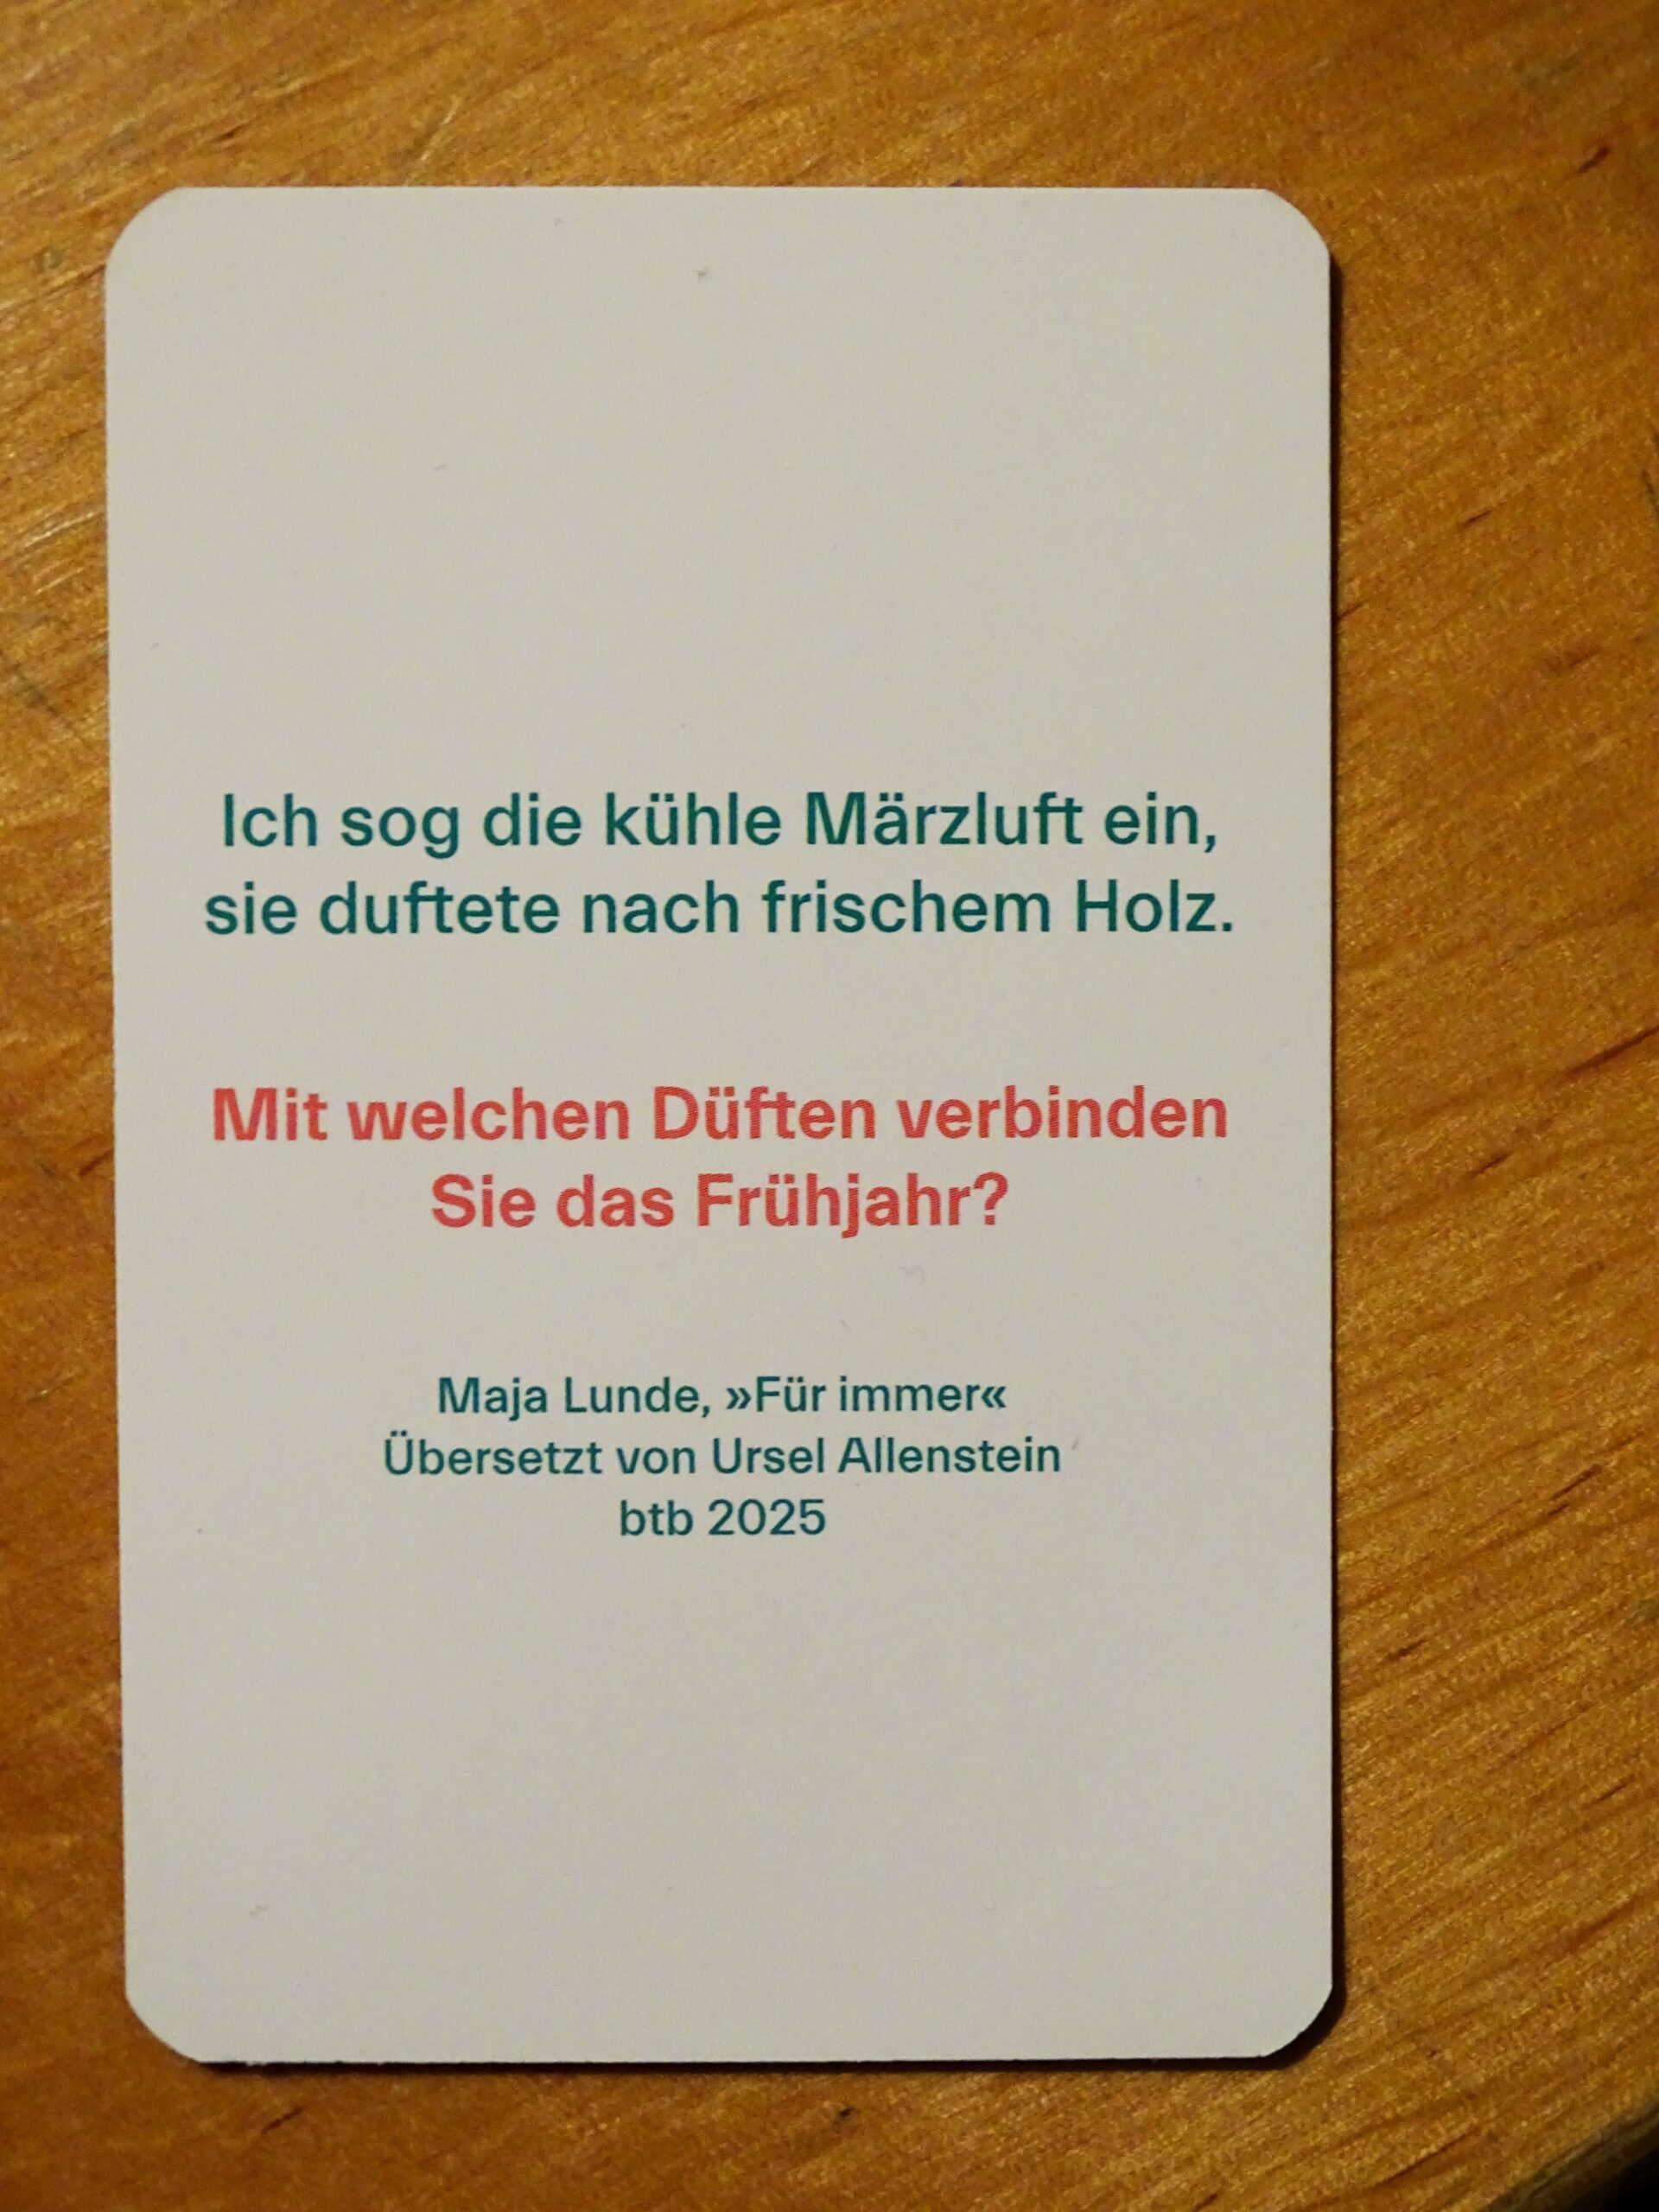 Ich sog die kühle Märzluft ein,
sie duftete nach frischem Holz.
Mit welchen Düften verbinden
Sie das Frühjahr?
Maja Lunde, »Für immer«
Übersetzt von Ursel Allenstein
btb 2025